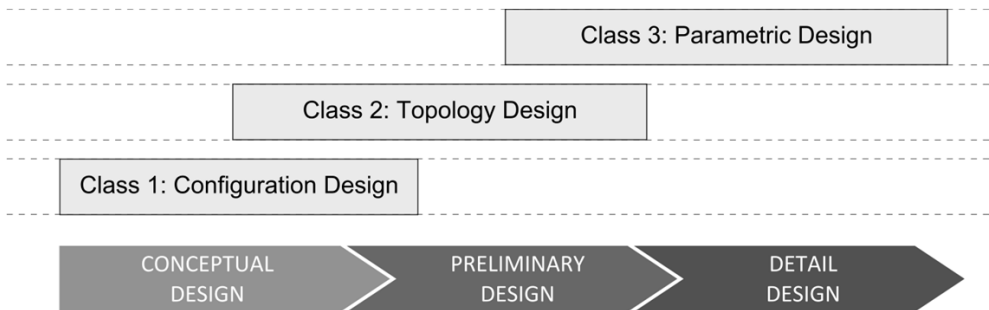 Class 3: Parametric Design
Class 2: Topology Design
Class 1: Configuration Design
CONCEPTUAL
DESIGN
PRELIMINARY
DESIGN
DETAIL
DESIGN